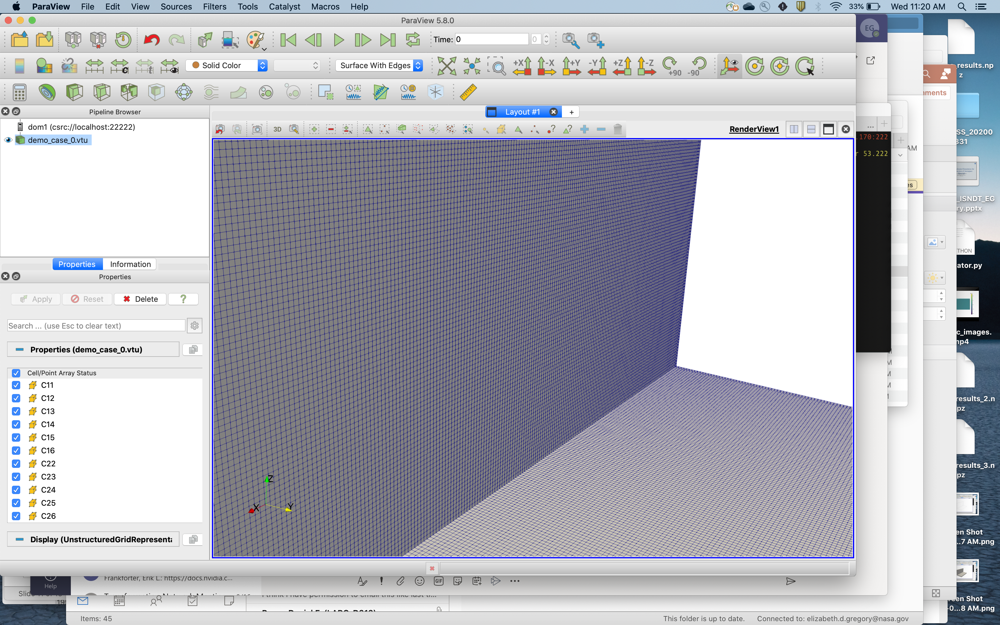 ParaView File Edit View Sources Filters Tools Catalyst Macros Help 33% Wed 11:20 AM
ParaView 5.8.0
EG
Time: 0 0
Solid Color Surface With Edges +X -X +Y -Y +Z -Z +90 -90
Pipeline Browser
dom1 (csrc://localhost:22222)
demo_case_0.vtu
Layout #1 +
3D
RenderView1
Properties Information
Properties
Apply Reset Delete ?
Search ... (use Esc to clear text)
Properties (demo_case_0.vtu)
Cell/Point Array Status
C11
C12
C13
C14
C15
C16
C22
C23
C24
C25
C26
Display (UnstructuredGridRepresenta
Z
X
Y
_results.np
z
.170:222
53.222
AM
ments
SS_20200
331
_ISNDT_EG
ry.pptx
THON
ator.py
c_images.
mp4
results_2.n
pz
results_3.n
pz
en Shot
...7 AM.png
en Shot
-0...8 AM.png
Help
Frankforter, Erik L.: https://docs.nvidia.c...
GIF
I think I have permission to email this like last ti...
Items: 45
This folder is up to date. Connected to: elizabeth.d.gregory@nasa.gov